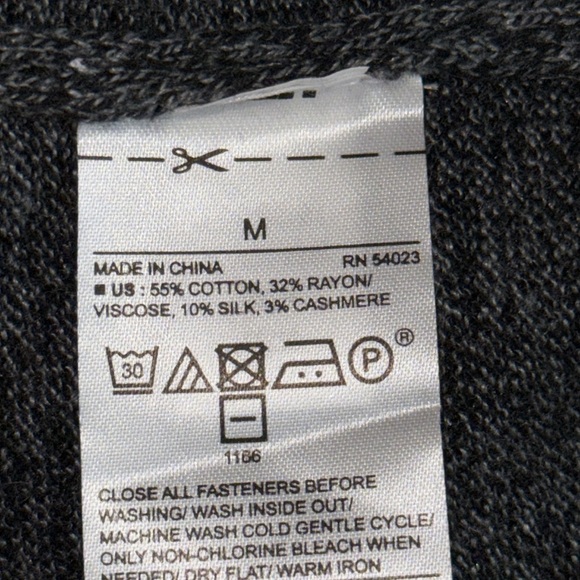 M
MADE IN CHINA RN 54023
US : 55% COTTON, 32% RAYON/
VISCOSE, 10% SILK, 3% CASHMERE
30 P ®
1166
CLOSE ALL FASTENERS BEFORE
WASHING/ WASH INSIDE OUT/
MACHINE WASH COLD GENTLE CYCLE/
ONLY NON-CHLORINE BLEACH WHEN
NEEDED/ DRY FLAT/ WARM IRON